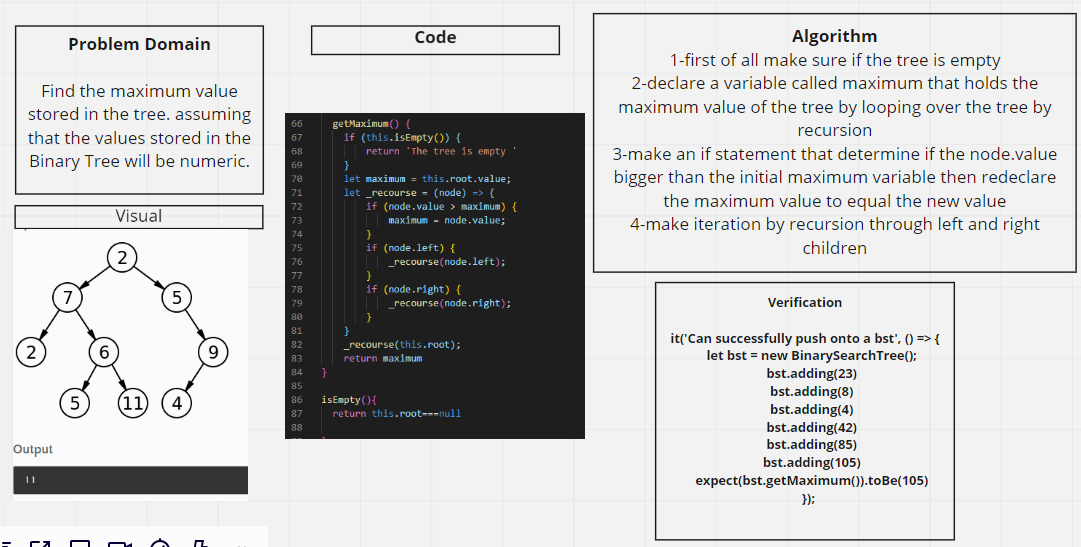 Problem Domain
Find the maximum value
stored in the tree. assuming
that the values stored in the
Binary Tree will be numeric.
Visual
2
7
5
2
6
9
5
11
4
Output
11
Code
66 getMaximum() {
67 if (this.isEmpty()) {
68 return 'The tree is empty '
69 }
70 let maximum = this.root.value;
71 let _recourse = (node) => {
72 if (node.value > maximum) {
73 maximum = node.value;
74 }
75 if (node.left) {
76 _recourse(node.left);
77 }
78 if (node.right) {
79 _recourse(node.right);
80 }
81 }
82 _recourse(this.root);
83 return maximum
84 }
85
86 isEmpty(){
87 return this.root===null
88
Algorithm
1-first of all make sure if the tree is empty
2-declare a variable called maximum that holds the
maximum value of the tree by looping over the tree by
recursion
3-make an if statement that determine if the node.value
bigger than the initial maximum variable then redeclare
the maximum value to equal the new value
4-make iteration by recursion through left and right
children
Verification
it('Can successfully push onto a bst', () => {
let bst = new BinarySearchTree();
bst.adding(23)
bst.adding(8)
bst.adding(4)
bst.adding(42)
bst.adding(85)
bst.adding(105)
expect(bst.getMaximum()).toBe(105)
});